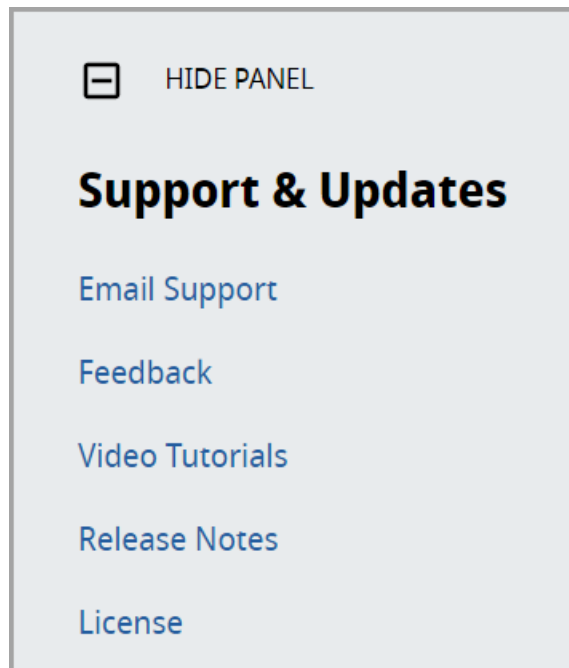 HIDE PANEL
Support & Updates
Email Support
Feedback
Video Tutorials
Release Notes
License